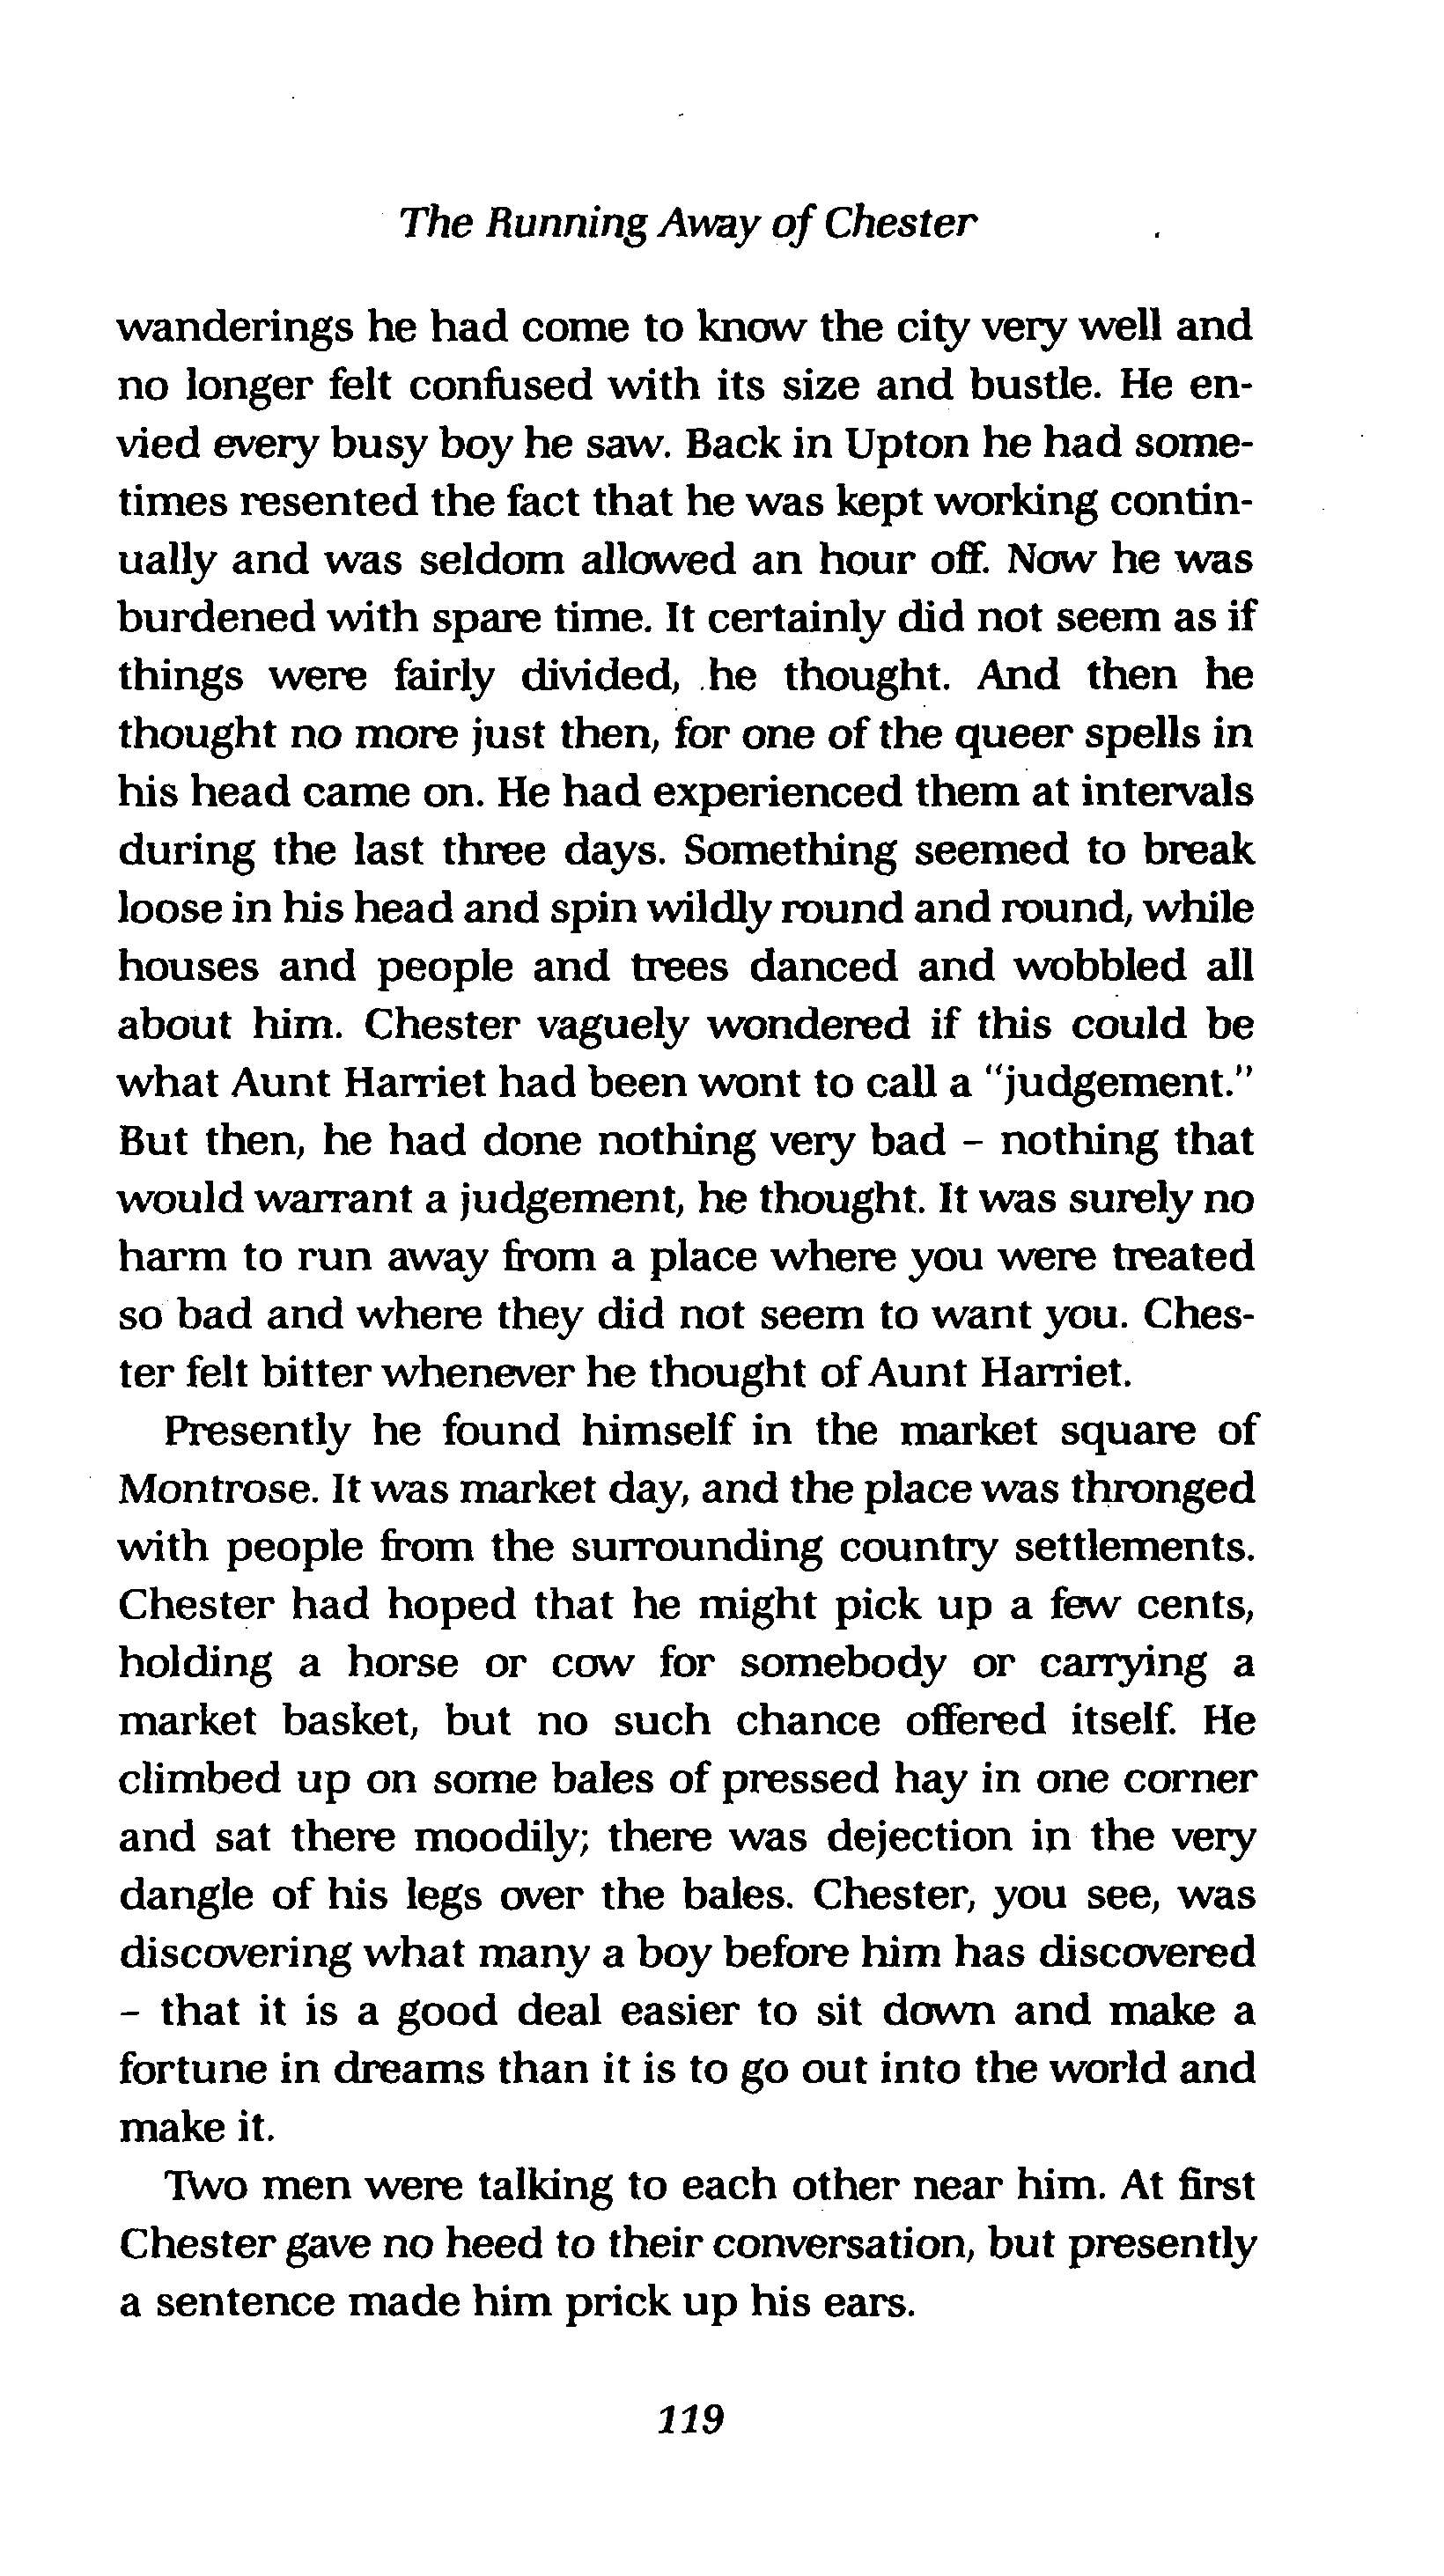 The Running Away of Chester
wanderings he had come to know the city very well and
no longer felt confused with its size and bustle. He en-
vied every busy boy he saw. Back in Upton he had some-
times resented the fact that he was kept working contin-
ually and was seldom allowed an hour off. Now he was
burdened with spare time. It certainly did not seem as if
things were fairly divided, he thought. And then he
thought no more just then, for one of the queer spells in
his head came on. He had experienced them at intervals
during the last three days. Something seemed to break
loose in his head and spin wildly round and round, while
houses and people and trees danced and wobbled all
about him. Chester vaguely wondered if this could be
what Aunt Harriet had been wont to call a "judgement."
But then, he had done nothing very bad – nothing that
would warrant a judgement, he thought. It was surely no
harm to run away from a place where you were treated
so bad and where they did not seem to want you. Ches-
ter felt bitter whenever he thought of Aunt Harriet.
Presently he found himself in the market square of
Montrose. It was market day, and the place was thronged
with people from the surrounding country settlements.
Chester had hoped that he might pick up a few cents,
holding a horse or cow for somebody or carrying a
market basket, but no such chance offered itself. He
climbed up on some bales of pressed hay in one corner
and sat there moodily; there was dejection in the very
dangle of his legs over the bales. Chester, you see, was
discovering what many a boy before him has discovered
– that it is a good deal easier to sit down and make a
fortune in dreams than it is to go out into the world and
make it.
Two men were talking to each other near him. At first
Chester gave no heed to their conversation, but presently
a sentence made him prick up his ears.
119